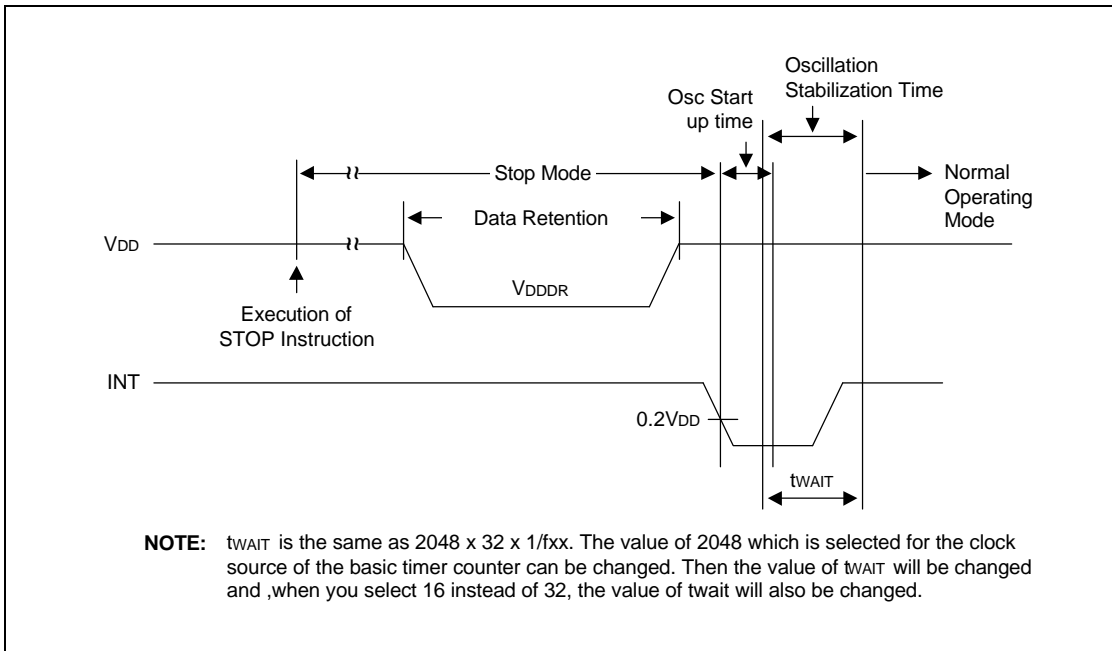 Oscillation
Stabilization Time
Osc Start
up time
Stop Mode
Normal
Operating
Mode
Data Retention
VDD
VDDDR
Execution of
STOP Instruction
INT
0.2VDD
tWAIT
NOTE: tWAIT is the same as 2048 x 32 x 1/fxx. The value of 2048 which is selected for the clock
source of the basic timer counter can be changed. Then the value of tWAIT will be changed
and ,when you select 16 instead of 32, the value of twait will also be changed.